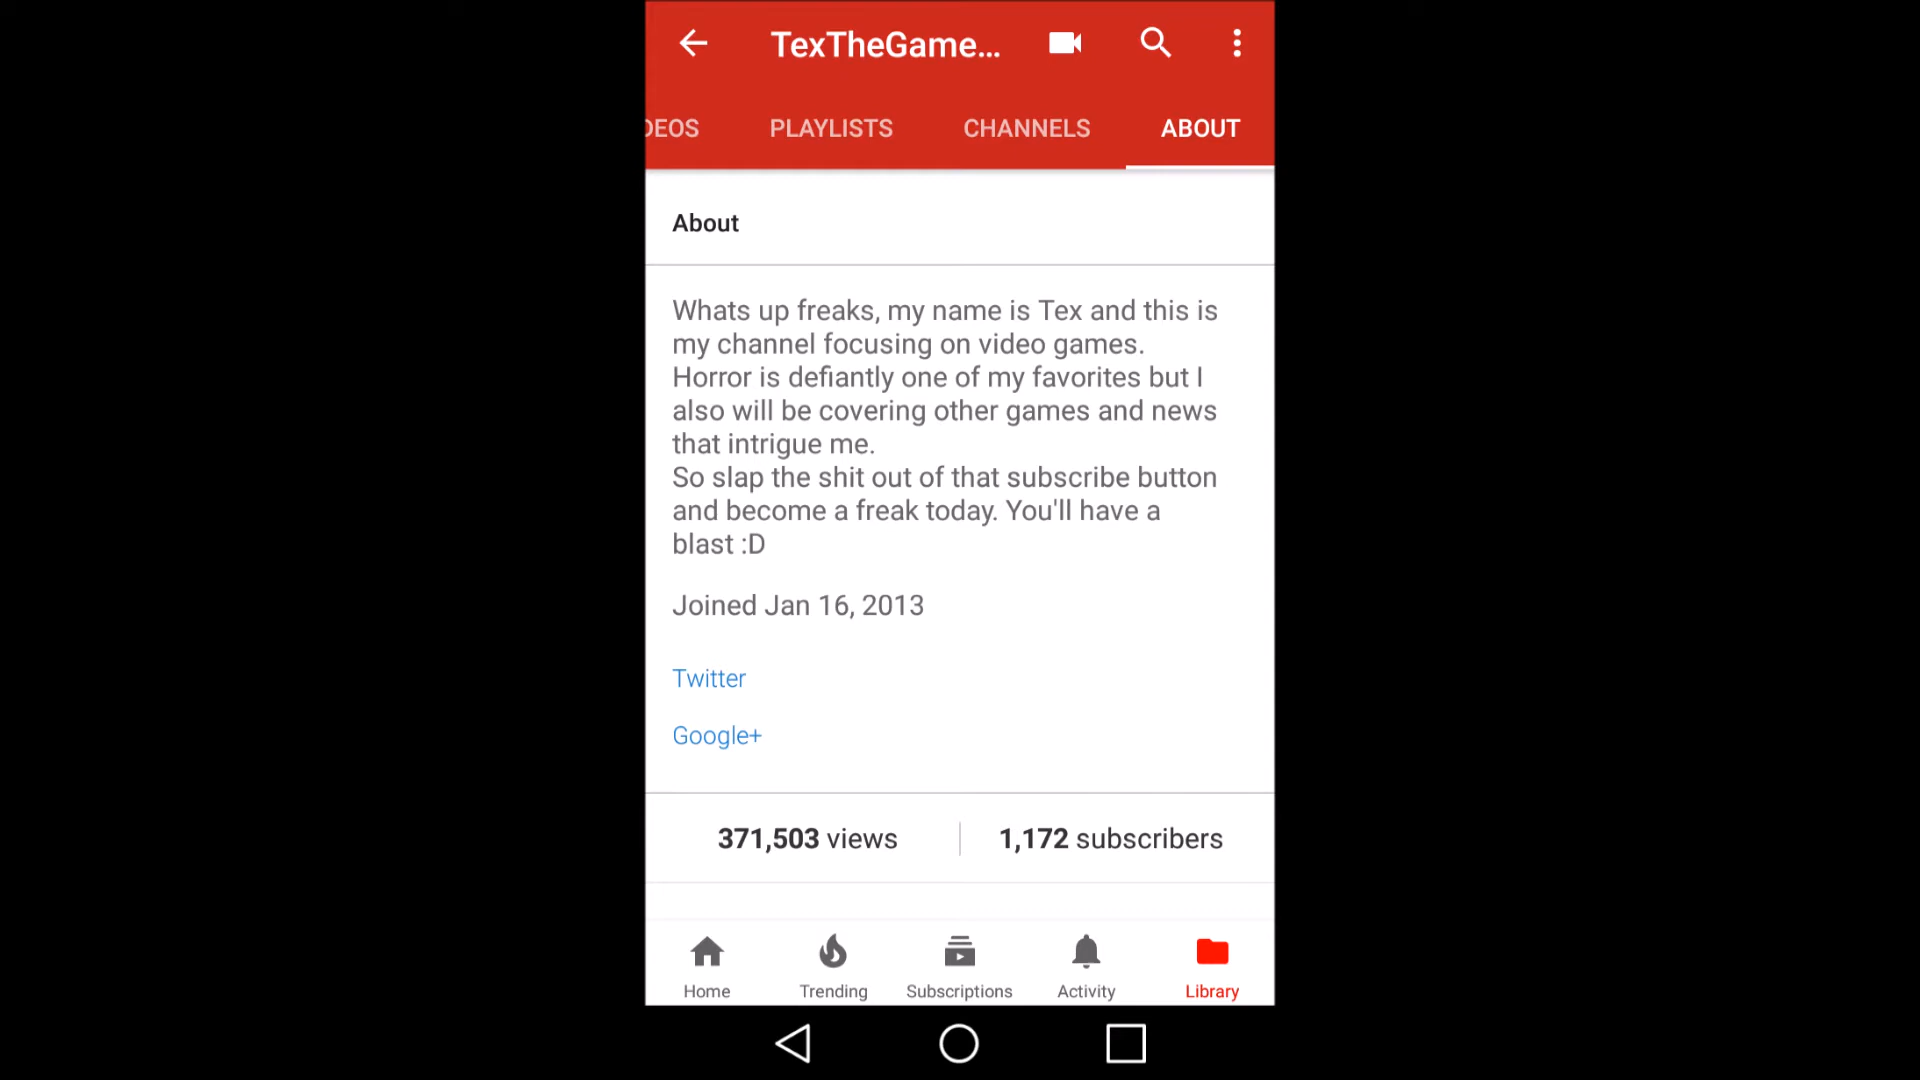 TexTheGame...
DEOS PLAYLISTS CHANNELS ABOUT
About
Whats up freaks, my name is Tex and this is
my channel focusing on video games.
Horror is defiantly one of my favorites but I
also will be covering other games and news
that intrigue me.
So slap the shit out of that subscribe button
and become a freak today. You'll have a
blast :D
Joined Jan 16, 2013
Twitter
Google+
371,503 views 1,172 subscribers
Home Trending Subscriptions Activity Library